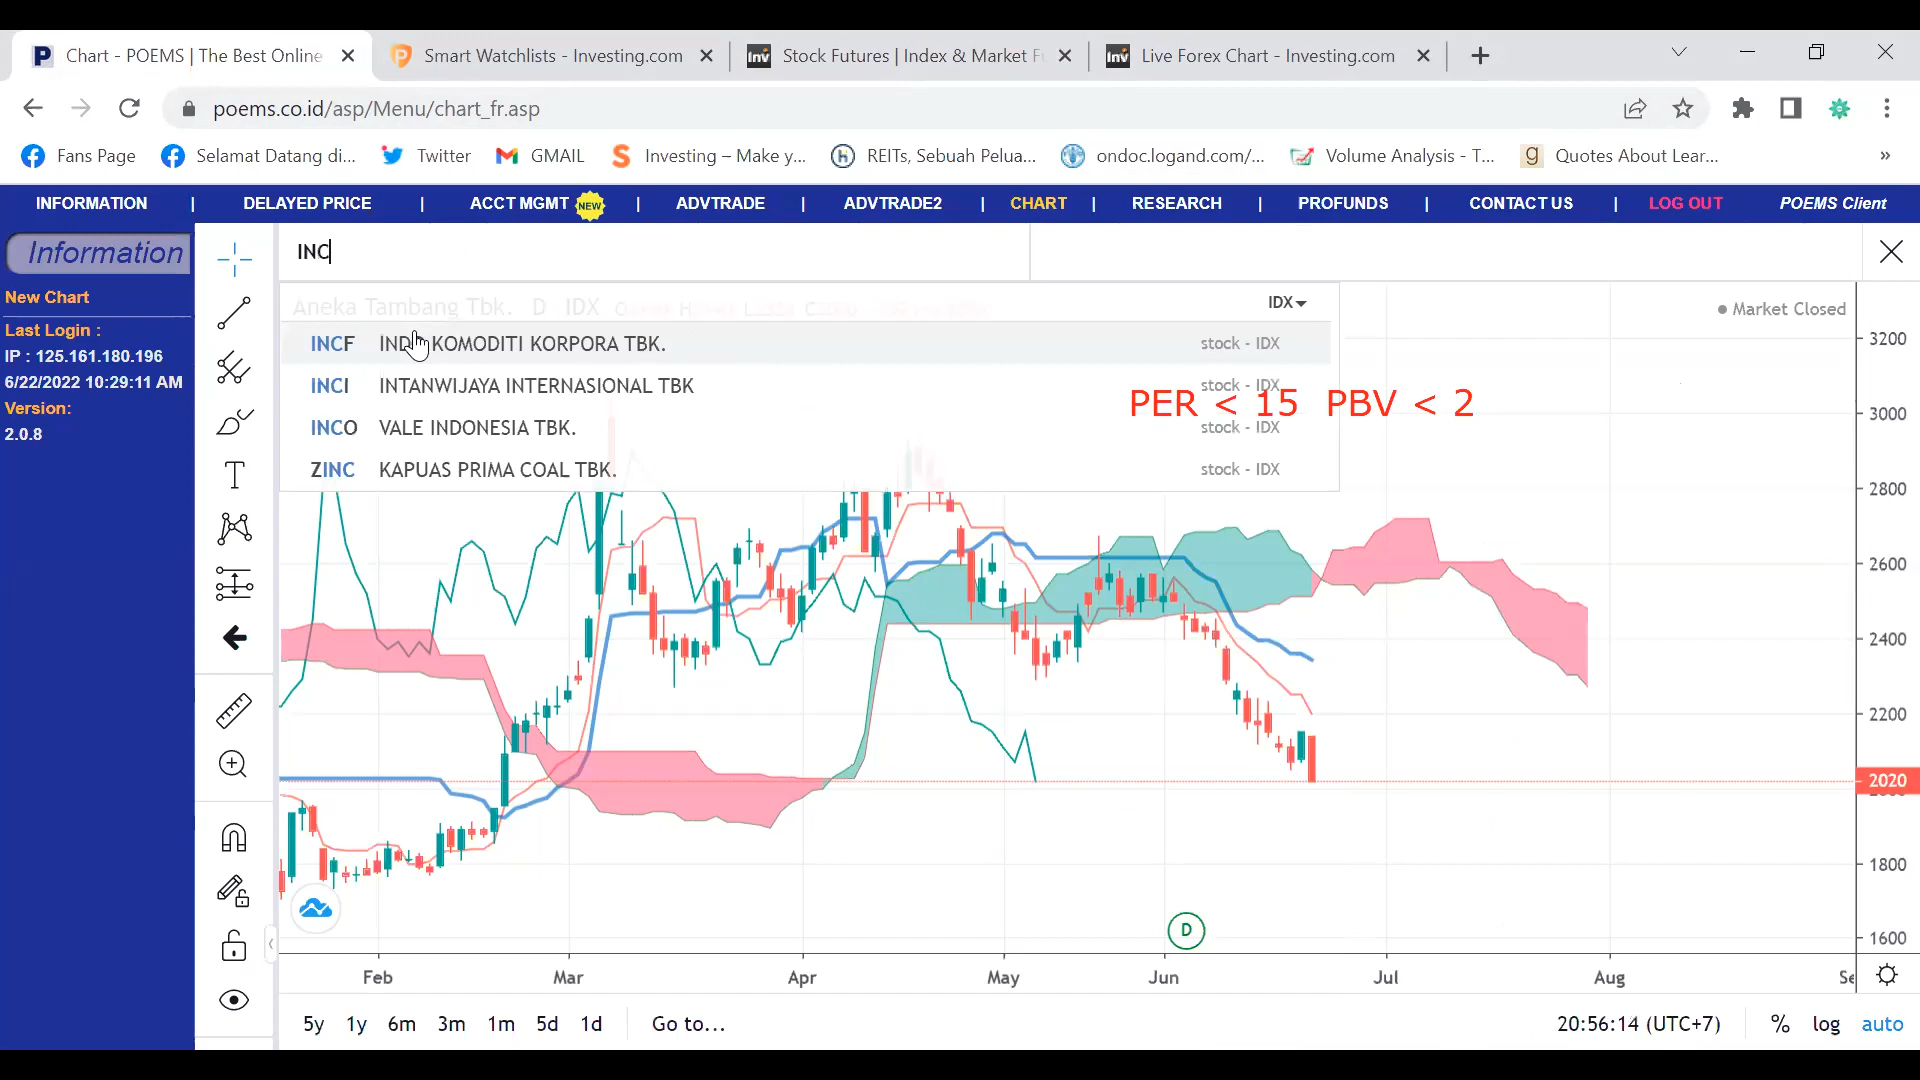 Chart - POEMS | The Best Online
Smart Watchlists - Investing.com
Stock Futures | Index & Market Fu
Live Forex Chart - Investing.com
poems.co.id/asp/Menu/chart_fr.asp
Fans Page
Selamat Datang di...
Twitter
GMAIL
Investing – Make y...
REITs, Sebuah Pelua...
ondoc.logand.com/...
Volume Analysis - T...
Quotes About Lear...
»
INFORMATION | DELAYED PRICE | ACCT MGMT NEW | ADVTRADE | ADVTRADE2 | CHART | RESEARCH | PROFUNDS | CONTACT US | LOG OUT POEMS Client
Information
New Chart
Last Login :
IP : 125.161.180.196
6/22/2022 10:29:11 AM
Version:
2.0.8
INC
Aneka Tambang Tbk. D IDX
IDX
Market Closed
INCF INDO KOMODITI KORPORA TBK. stock - IDX
INCI INTANWIJAYA INTERNASIONAL TBK stock - IDX
INCO VALE INDONESIA TBK. stock - IDX
ZINC KAPUAS PRIMA COAL TBK. stock - IDX
PER < 15 PBV < 2
3200
3000
2800
2600
2400
2200
2020
1800
1600
D
Feb Mar Apr May Jun Jul Aug Se
5y 1y 6m 3m 1m 5d 1d Go to... 20:56:14 (UTC+7) % log auto